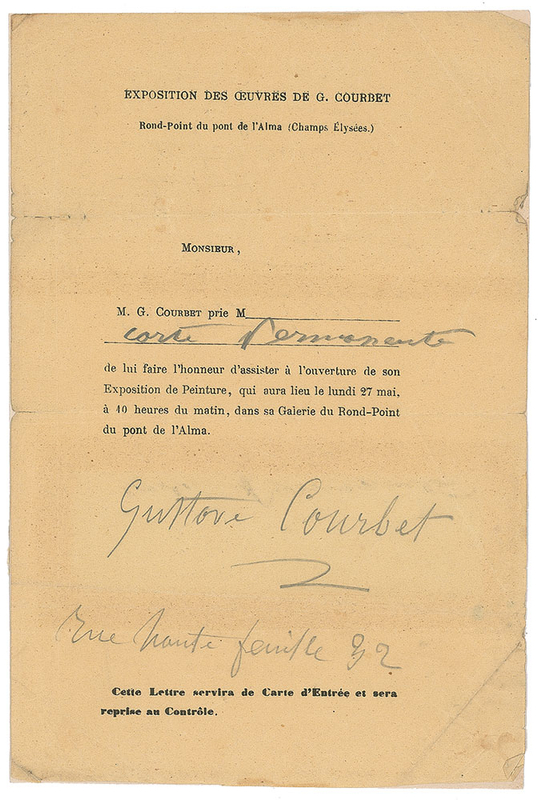 EXPOSITION DES ŒUVRES DE G. COURBET
Rond-Point du pont de l'Alma (Champs Élysées.)
MONSIEUR,
M. G. COURBET prie M
carte Permanente
de lui faire l'honneur d'assister à l'ouverture de son
Exposition de Peinture, qui aura lieu le lundi 27 mai,
à 10 heures du matin, dans sa Galerie du Rond-Point
du pont de l'Alma.
Gustave Courbet
Rue haute feuille 32
Cette Lettre servira de Carte d'Entrée et sera
reprise au Contrôle.